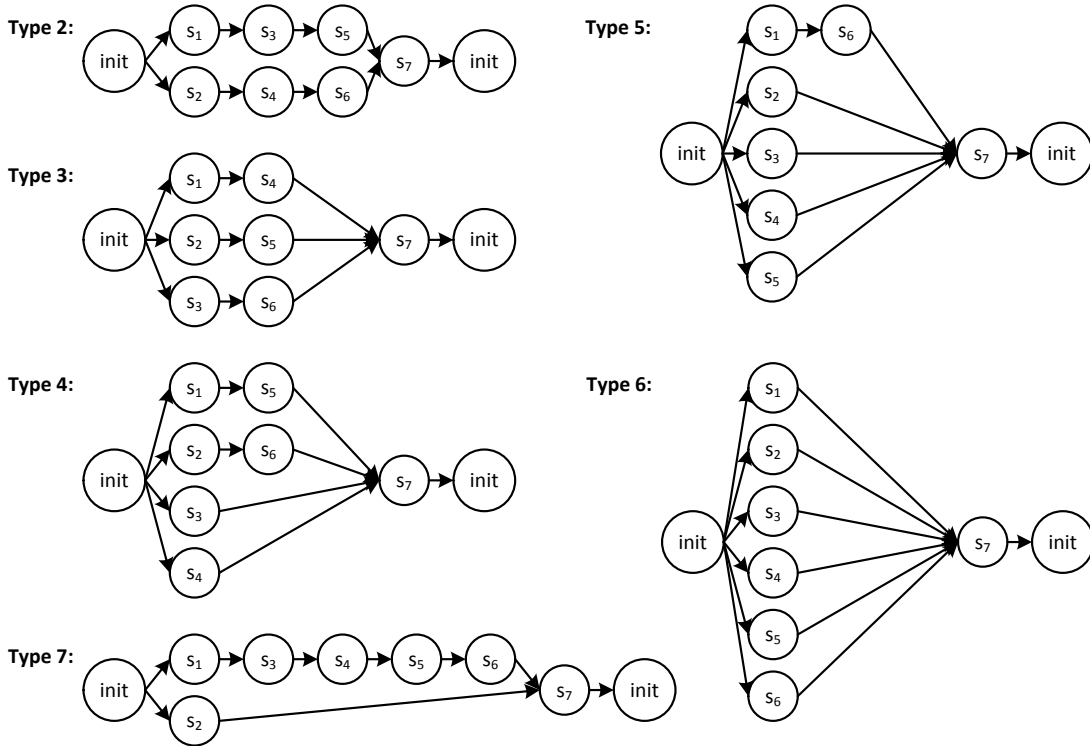 Type 2:
init
s₁
s₃
s₅
s₂
s₄
s₆
s₇
init
Type 3:
init
s₁
s₄
s₂
s₅
s₃
s₆
s₇
init
Type 4:
init
s₁
s₅
s₂
s₆
s₃
s₄
s₇
init
Type 7:
init
s₁
s₃
s₄
s₅
s₆
s₂
s₇
init
Type 5:
init
s₁
s₆
s₂
s₃
s₄
s₅
s₇
init
Type 6:
init
s₁
s₂
s₃
s₄
s₅
s₆
s₇
init